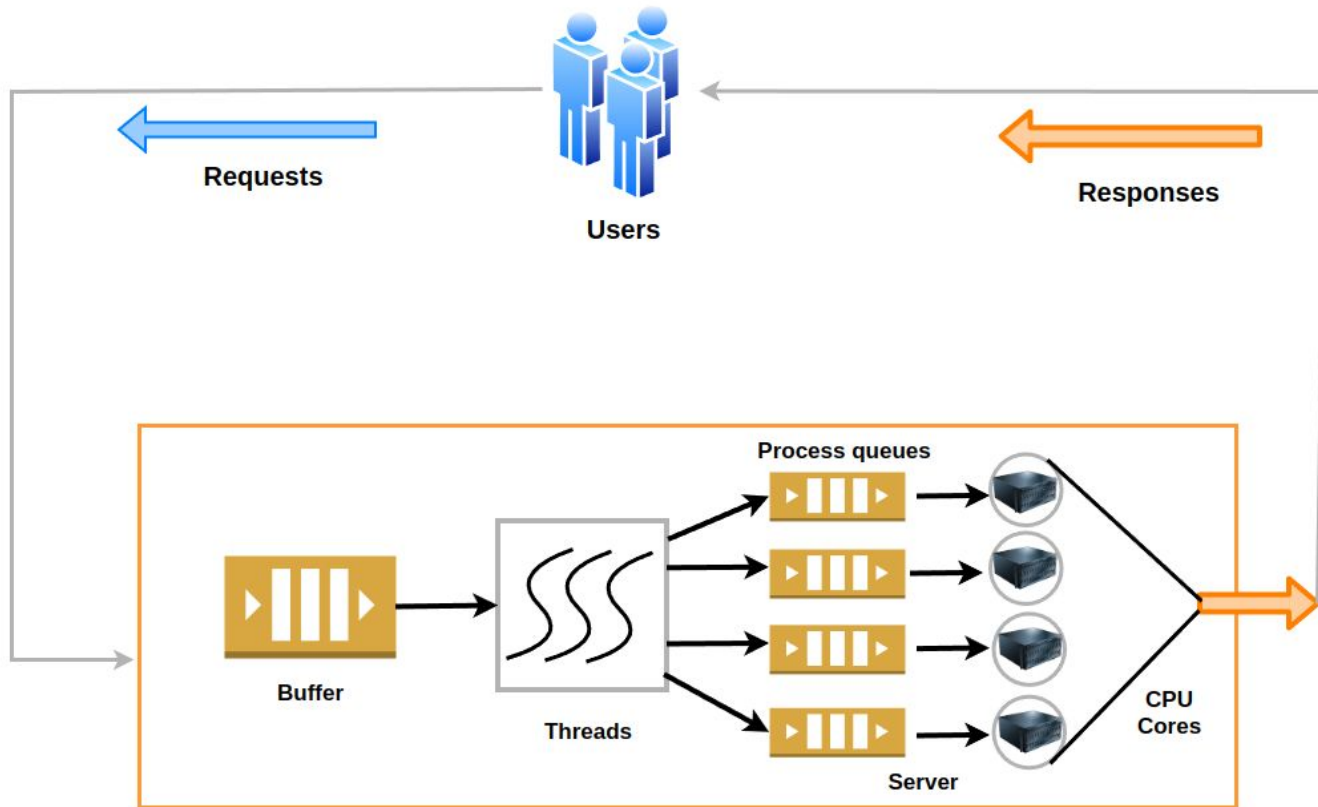 Requests
Responses
Users
Process queues
Buffer
Threads
Server
CPU
Cores